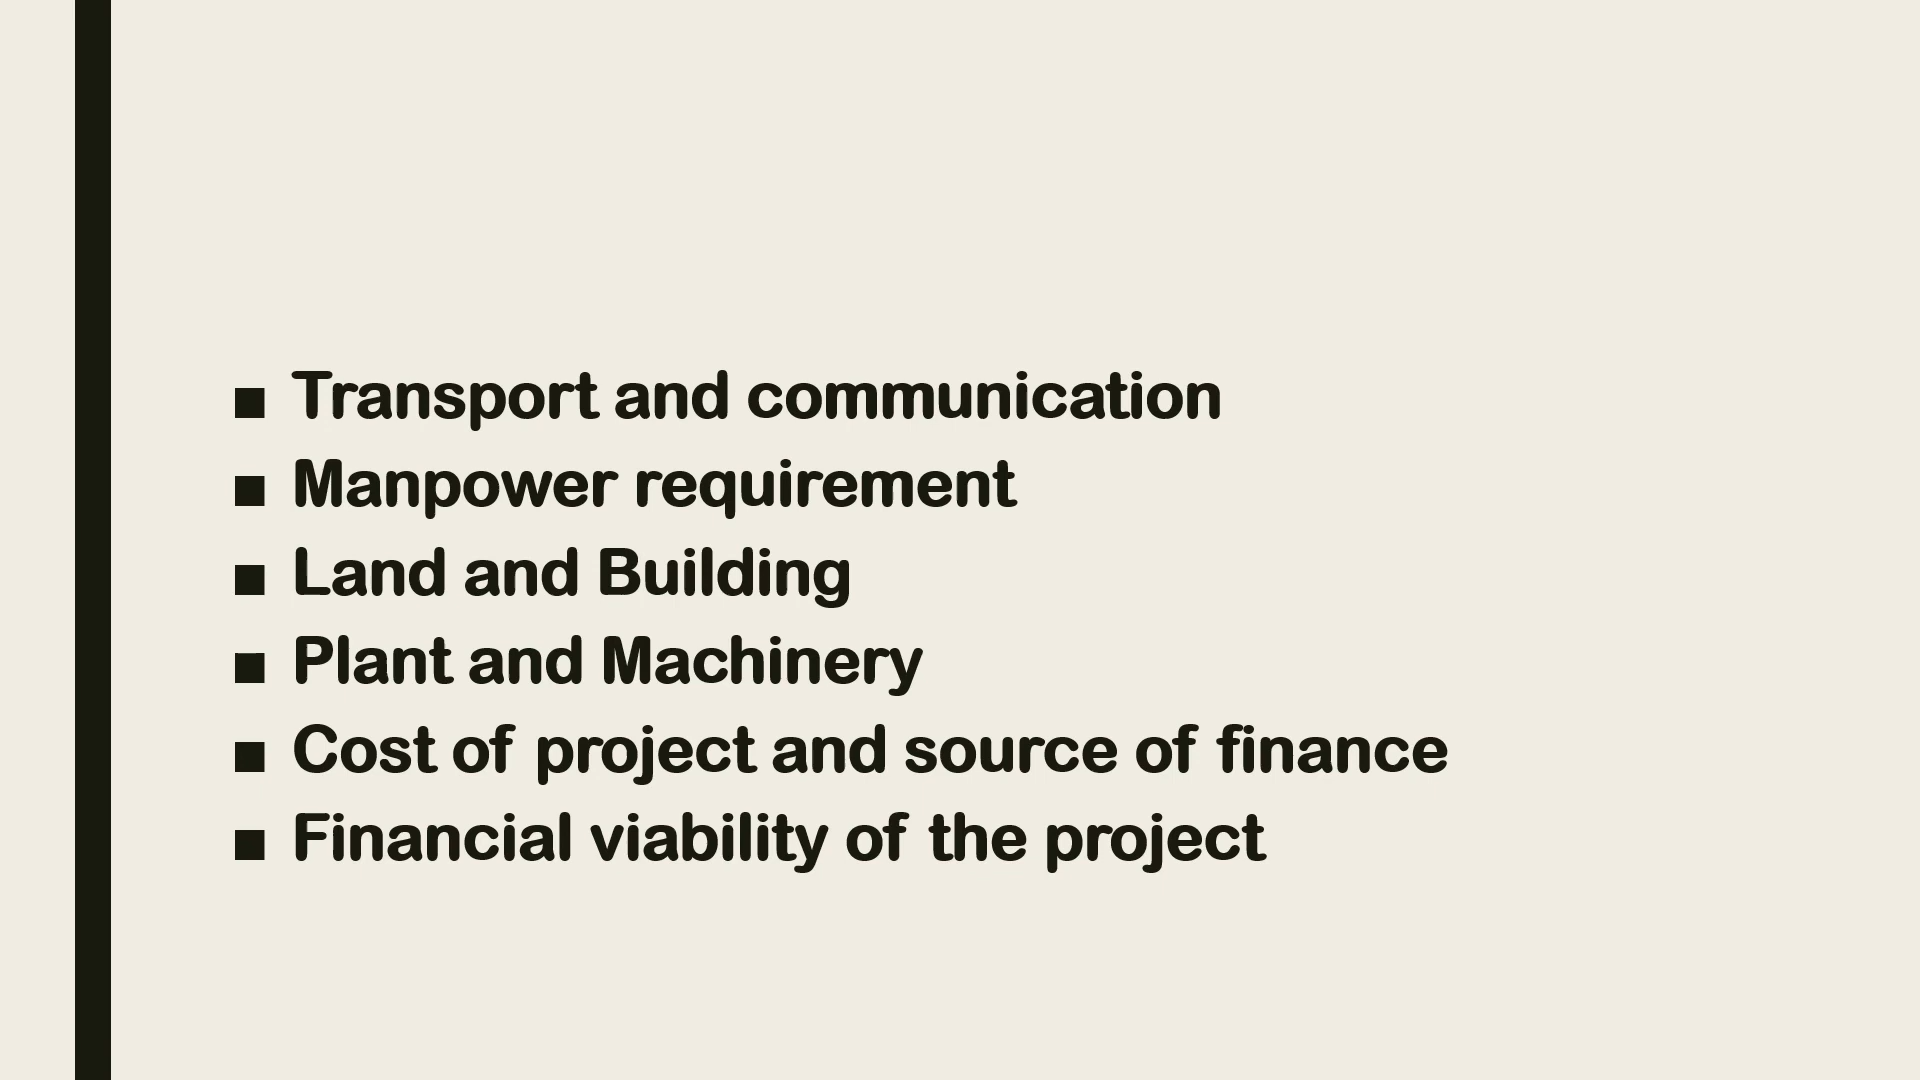 ■ Transport and communication
■ Manpower requirement
■ Land and Building
■ Plant and Machinery
■ Cost of project and source of finance
■ Financial viability of the project